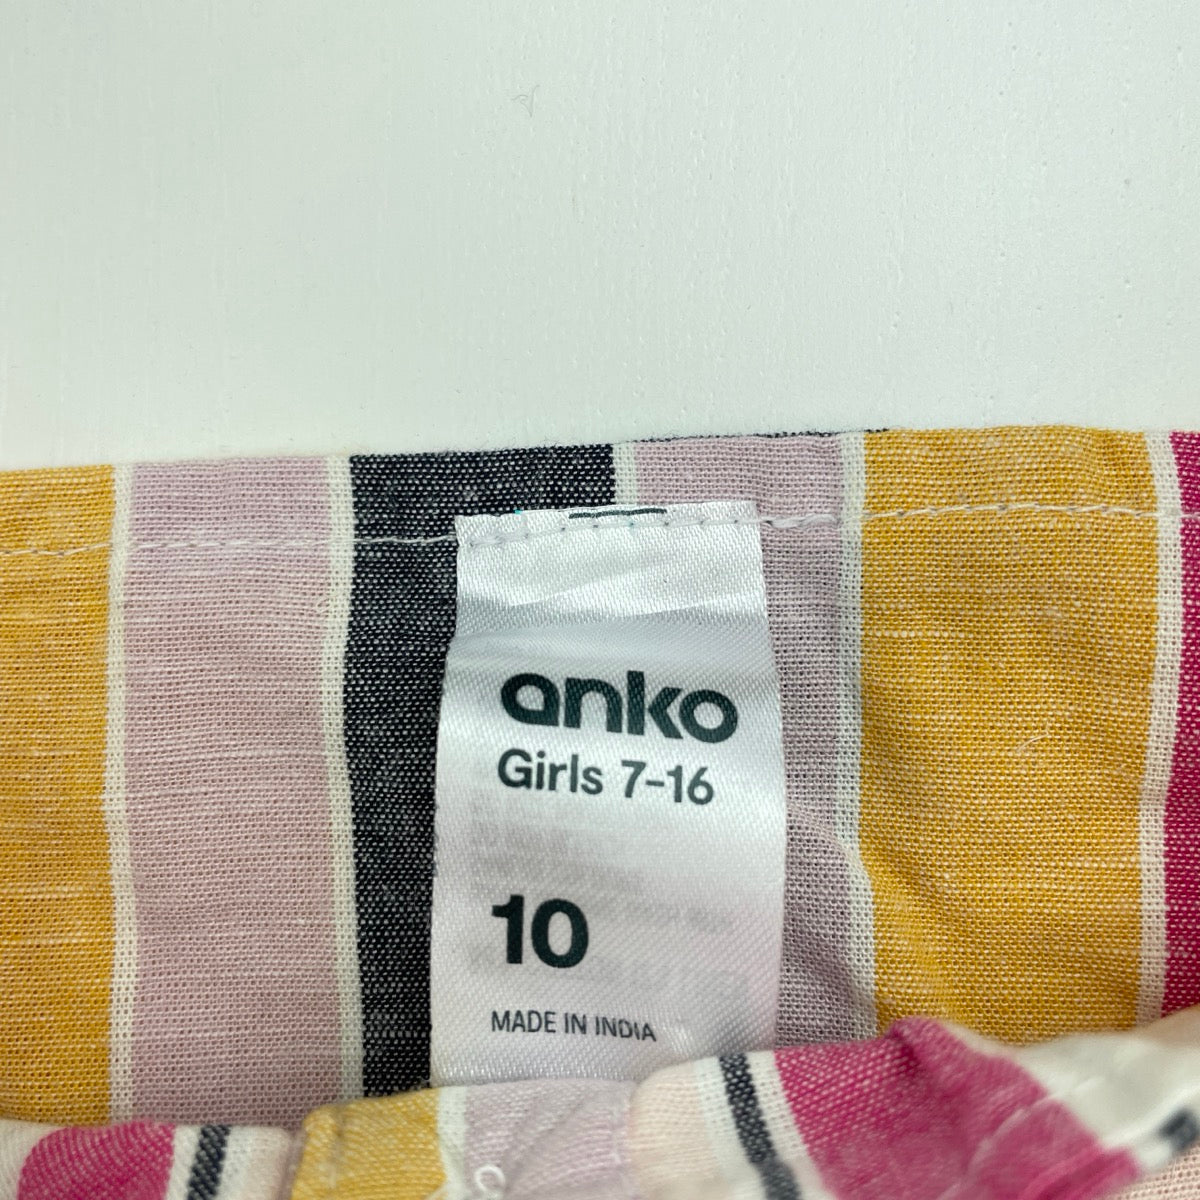 anko
Girls 7-16
10
MADE IN INDIA